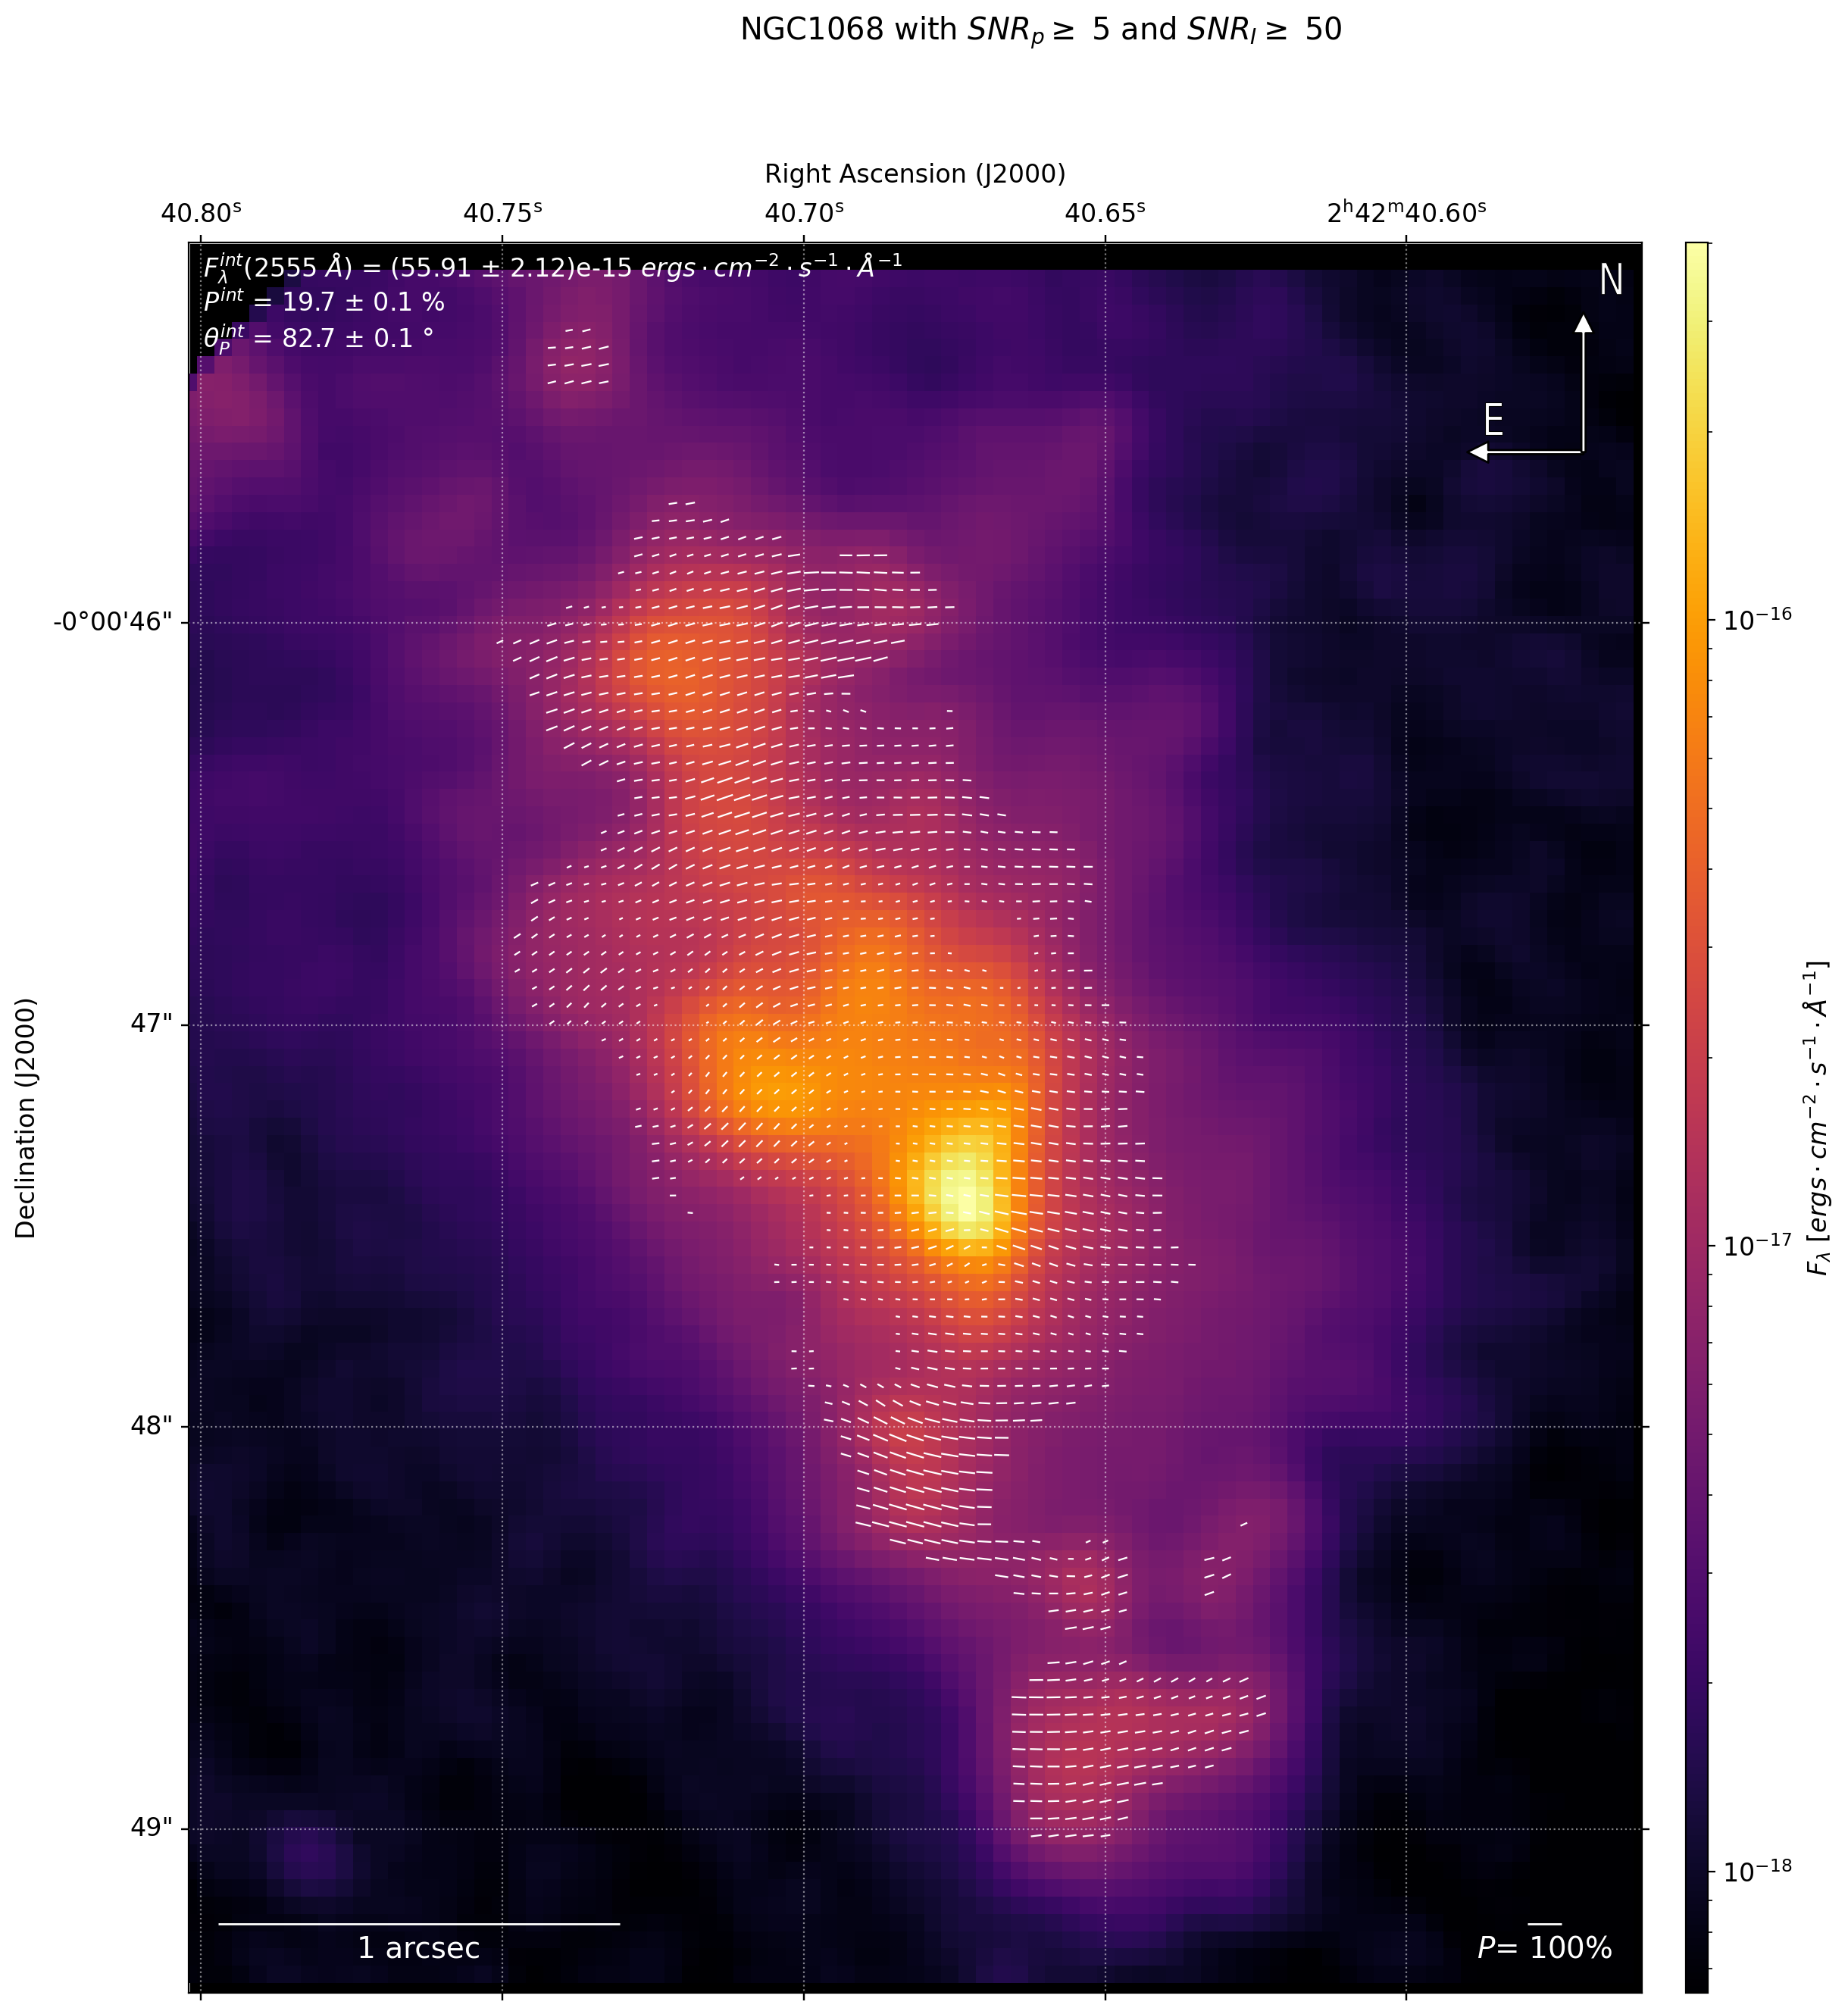 NGC1068 with SNR_p ≥ 5 and SNR_I ≥ 50
Right Ascension (J2000)
40.80ˢ 40.75ˢ 40.70ˢ 40.65ˢ 2ʰ42ᵐ40.60ˢ
F_λ^int(2555 Å) = (55.91 ± 2.12)e-15 ergs · cm⁻² · s⁻¹ · Å⁻¹
P^int = 19.7 ± 0.1 %
θ_P^int = 82.7 ± 0.1 °
N
E
-0°00'46"
47"
48"
49"
Declination (J2000)
1 arcsec
P= 100%
10⁻¹⁶
10⁻¹⁷
10⁻¹⁸
F_λ [ergs · cm⁻² · s⁻¹ · Å⁻¹]